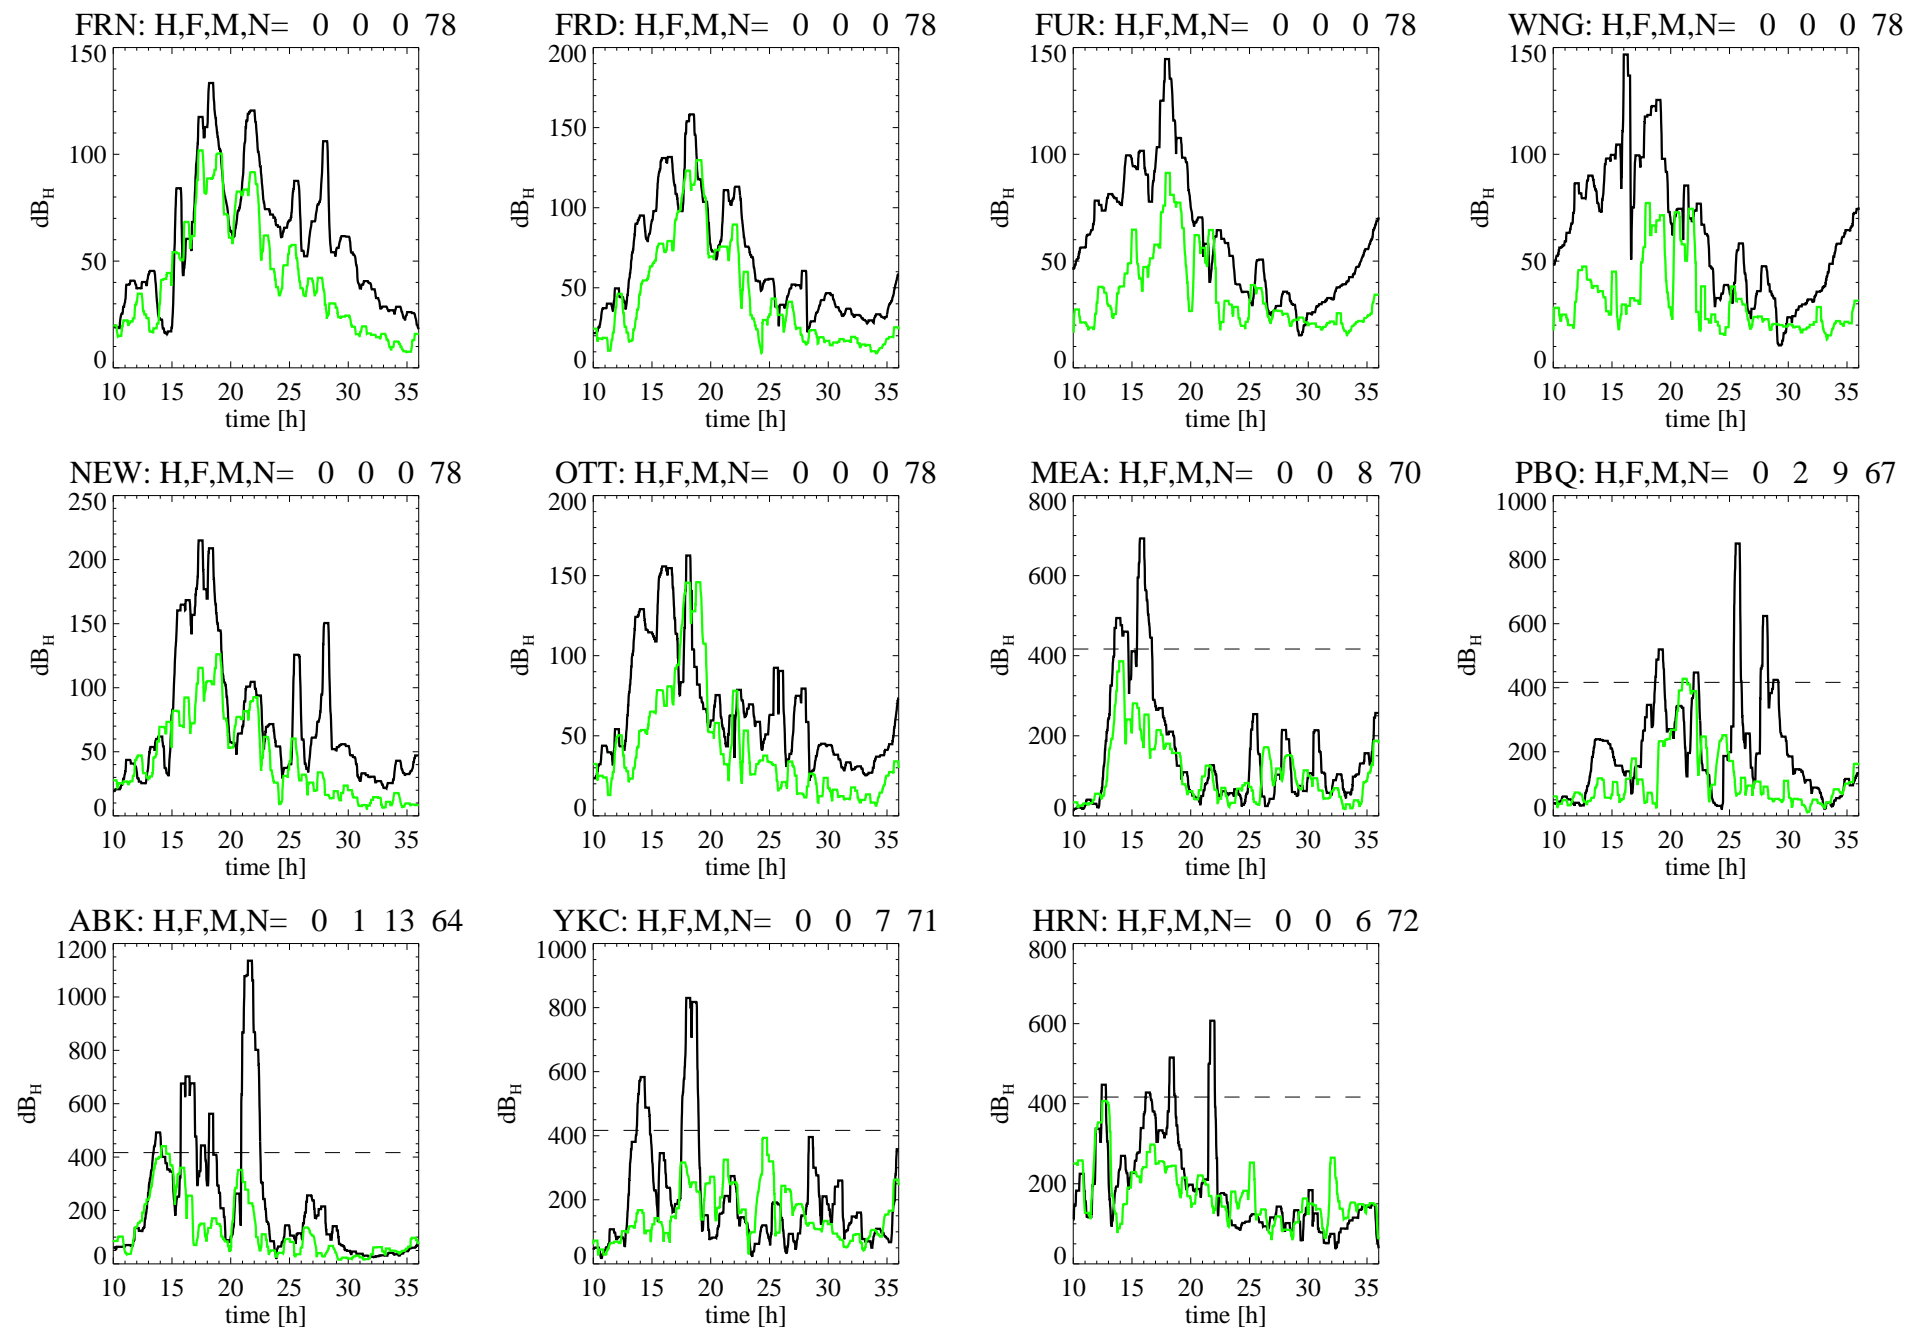 FRN: H,F,M,N= 0 0 0 78
150
100
50
0
dB_H
10 15 20 25 30 35
time [h]
FRD: H,F,M,N= 0 0 0 78
200
150
100
50
0
dB_H
10 15 20 25 30 35
time [h]
FUR: H,F,M,N= 0 0 0 78
150
100
50
0
dB_H
10 15 20 25 30 35
time [h]
WNG: H,F,M,N= 0 0 0 78
150
100
50
0
dB_H
10 15 20 25 30 35
time [h]
NEW: H,F,M,N= 0 0 0 78
250
200
150
100
50
0
dB_H
10 15 20 25 30 35
time [h]
OTT: H,F,M,N= 0 0 0 78
200
150
100
50
0
dB_H
10 15 20 25 30 35
time [h]
MEA: H,F,M,N= 0 0 8 70
800
600
400
200
0
dB_H
10 15 20 25 30 35
time [h]
PBQ: H,F,M,N= 0 2 9 67
1000
800
600
400
200
0
dB_H
10 15 20 25 30 35
time [h]
ABK: H,F,M,N= 0 1 13 64
1200
1000
800
600
400
200
0
dB_H
10 15 20 25 30 35
time [h]
YKC: H,F,M,N= 0 0 7 71
1000
800
600
400
200
0
dB_H
10 15 20 25 30 35
time [h]
HRN: H,F,M,N= 0 0 6 72
800
600
400
200
0
dB_H
10 15 20 25 30 35
time [h]